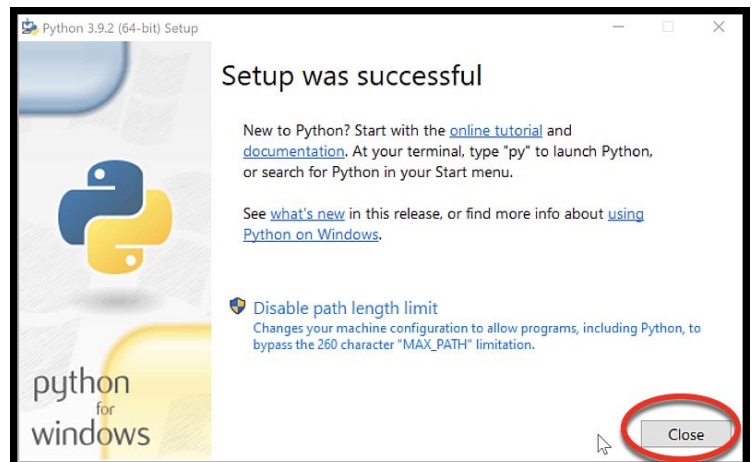 Python 3.9.2 (64-bit) Setup
Setup was successful
New to Python? Start with the online tutorial and
documentation. At your terminal, type "py" to launch Python,
or search for Python in your Start menu.
See what's new in this release, or find more info about using
Python on Windows.
Disable path length limit
Changes your machine configuration to allow programs, including Python, to
bypass the 260 character "MAX_PATH" limitation.
python
for
windows
Close